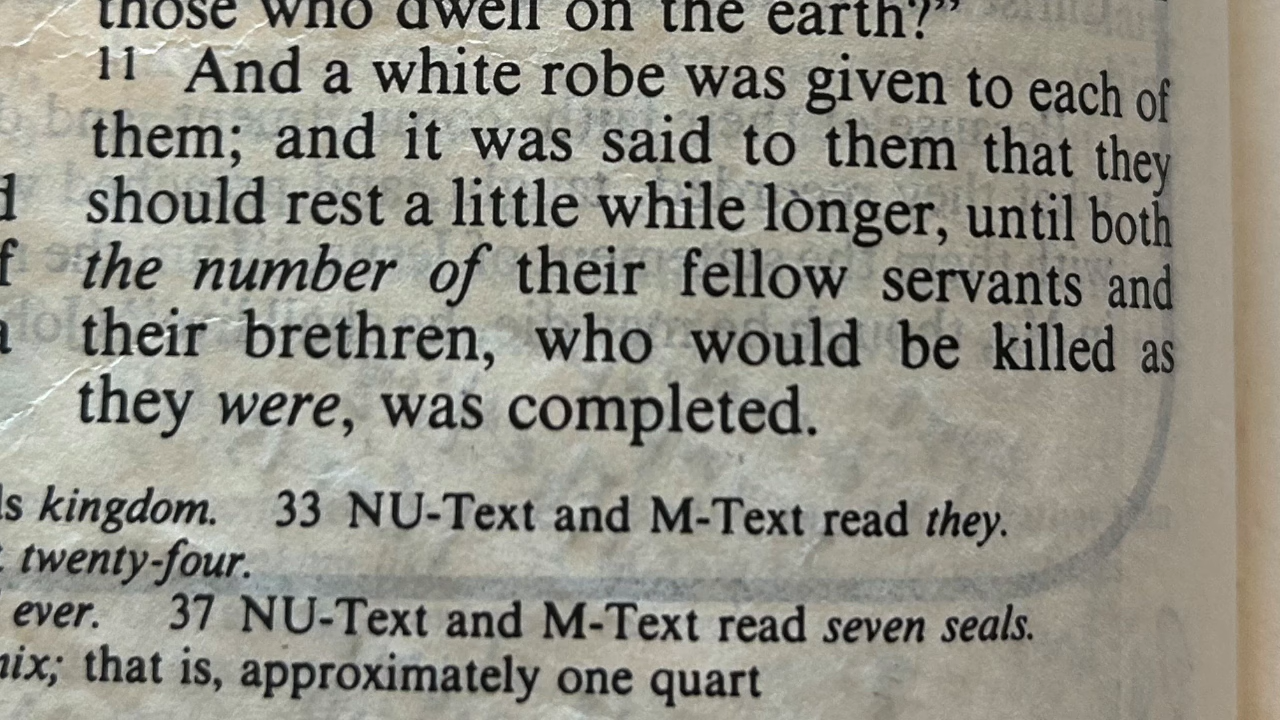 those who dwell on the earth?”
11 And a white robe was given to each of
them; and it was said to them that they
should rest a little while longer, until both
the number of their fellow servants and
their brethren, who would be killed as
they were, was completed.
kingdom. 33 NU-Text and M-Text read they.
twenty-four.
ever. 37 NU-Text and M-Text read seven seals.
that is, approximately one quart